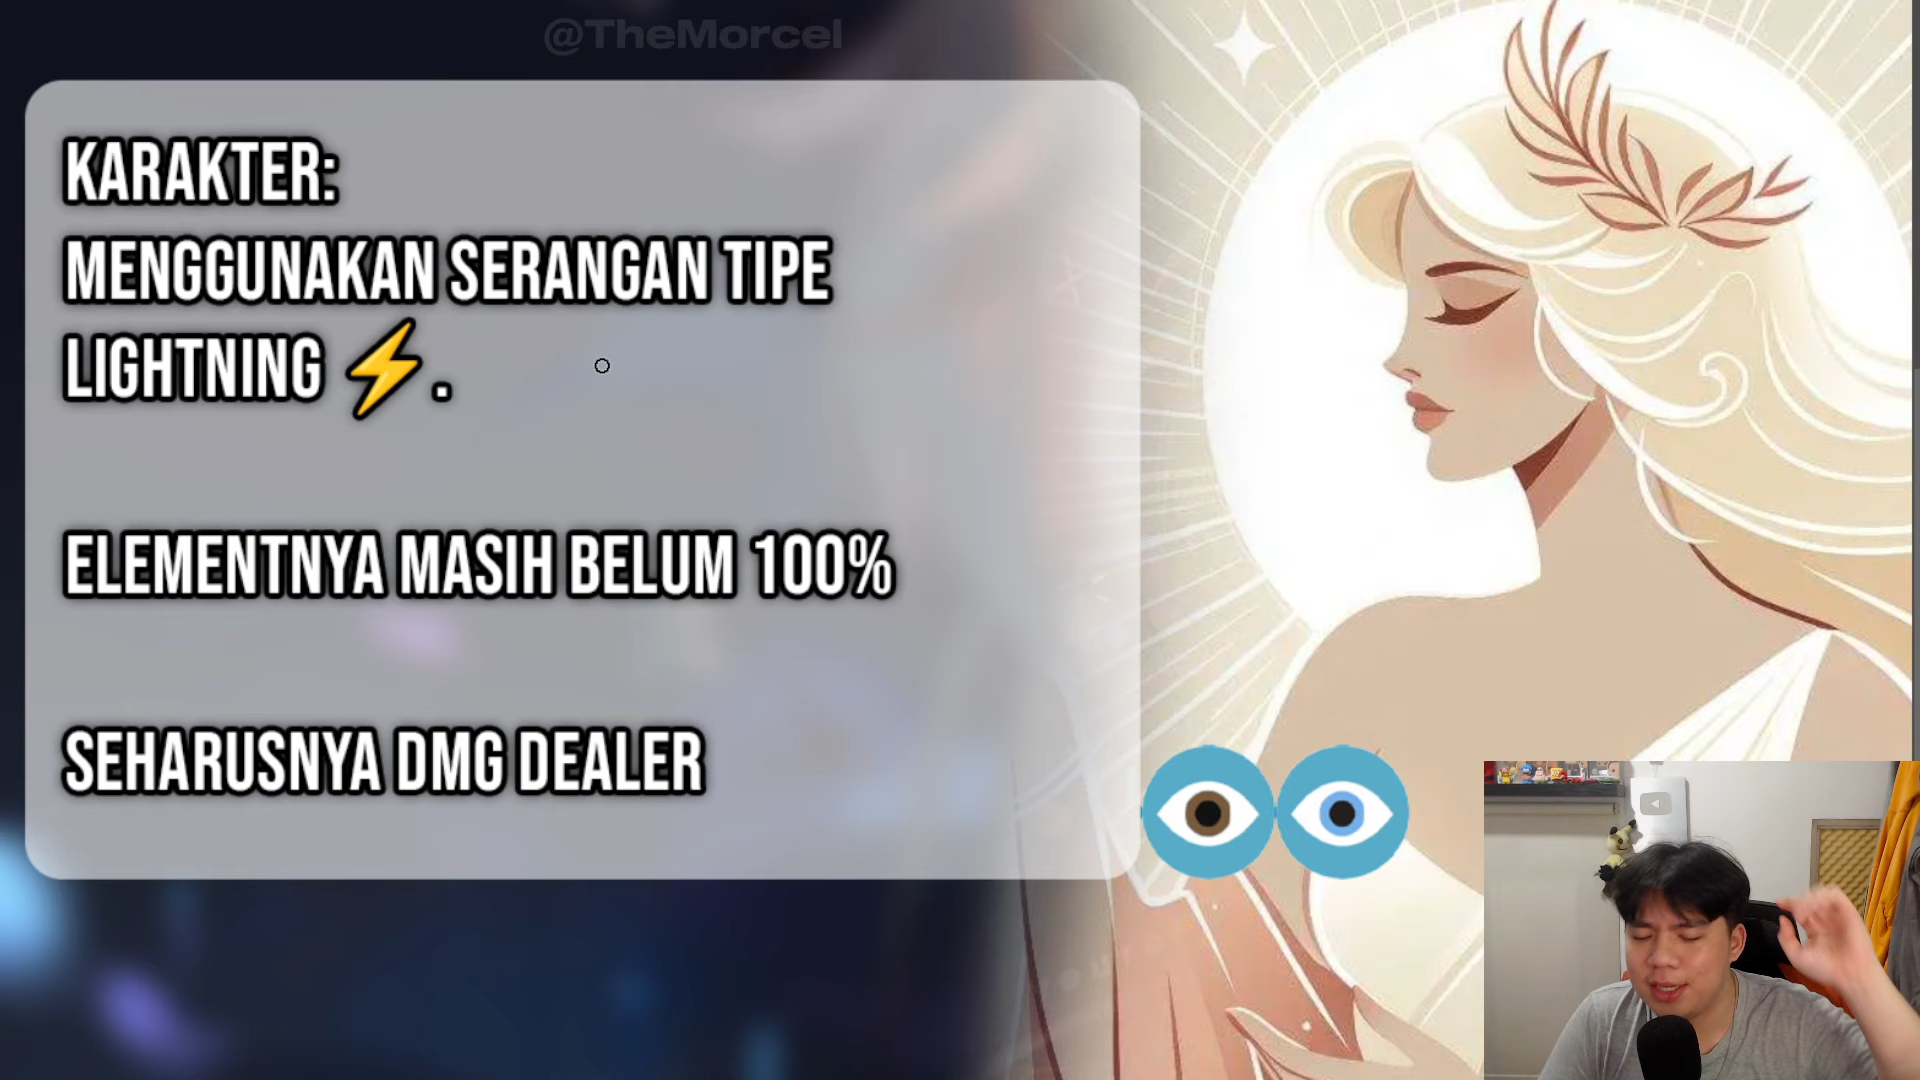 @TheMorcel
KARAKTER:
MENGGUNAKAN SERANGAN TIPE
LIGHTNING ⚡.
ELEMENTNYA MASIH BELUM 100%
SEHARUSNYA DMG DEALER